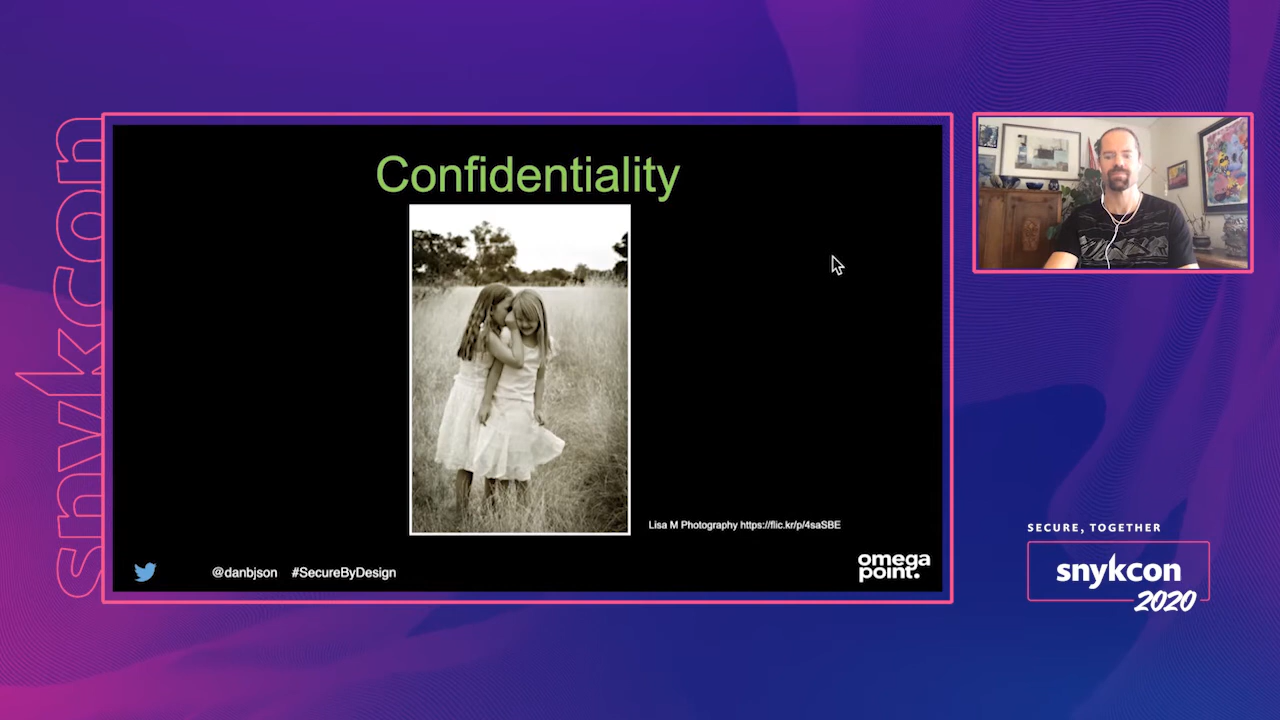 snykcon
Confidentiality
Lisa M Photography https://flic.kr/p/4saSBE
@danbjson #SecureByDesign
omega
point.
SECURE, TOGETHER
snykcon
2020